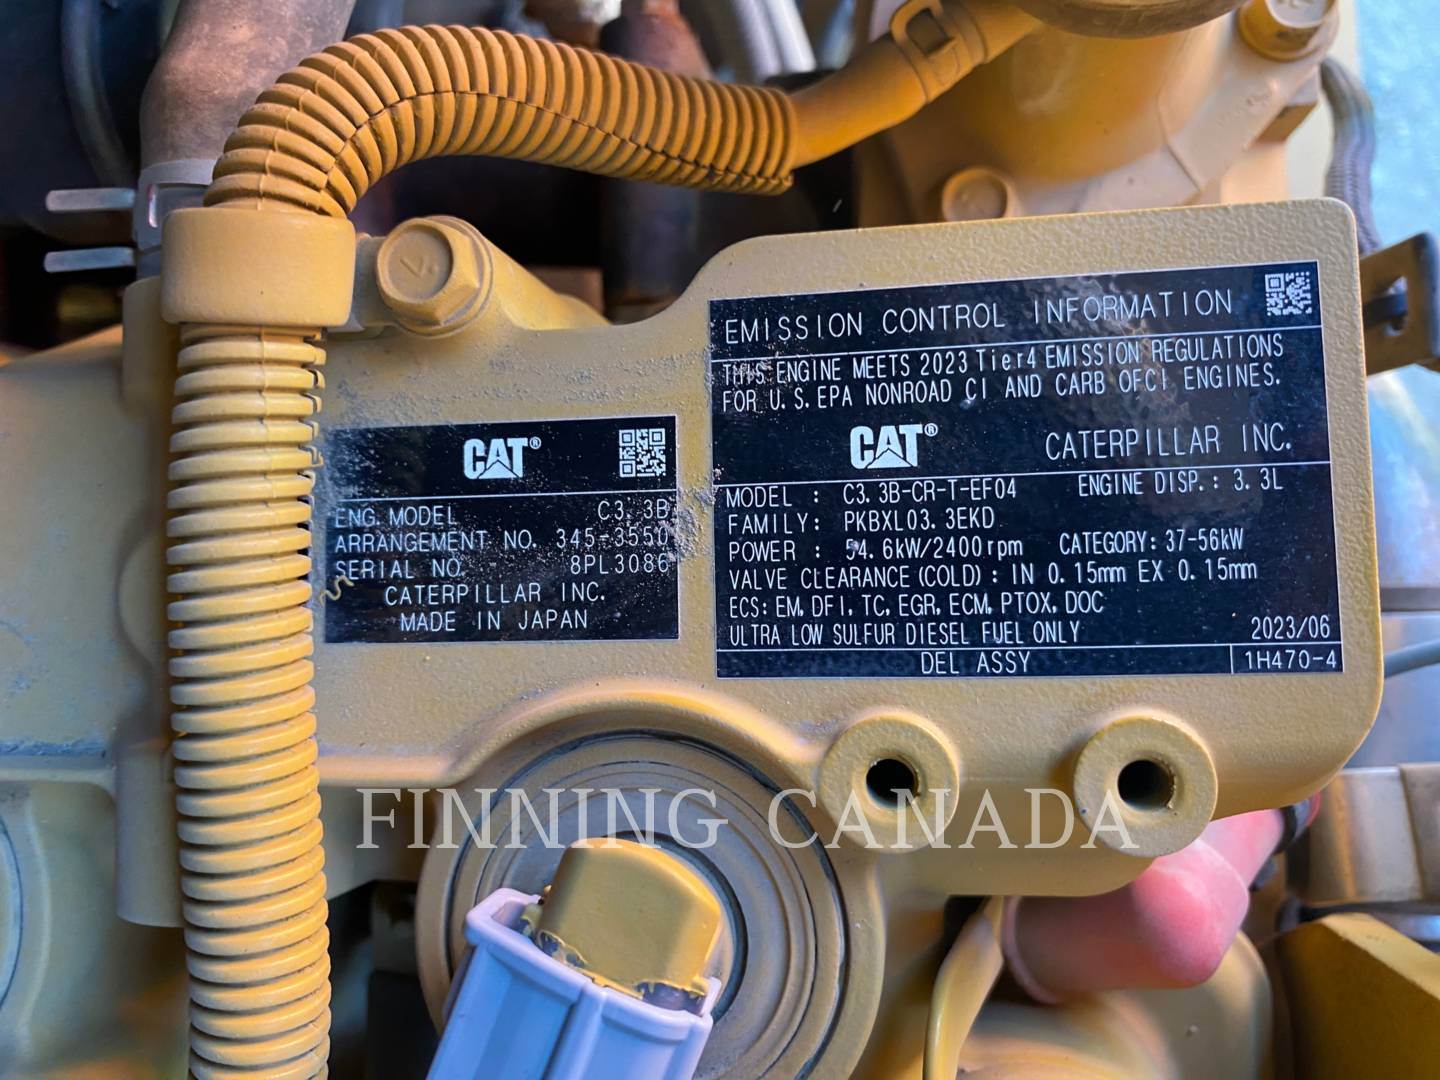 CAT®
ENG. MODEL C3. 3B
ARRANGEMENT NO. 345-3550
SERIAL NO. 8PL3086
CATERPILLAR INC.
MADE IN JAPAN
EMISSION CONTROL INFORMATION
THIS ENGINE MEETS 2023 Tier4 EMISSION REGULATIONS
FOR U.S.EPA NONROAD CI AND CARB OFCI ENGINES.
CAT® CATERPILLAR INC.
MODEL : C3. 3B-CR-T-EF04 ENGINE DISP.: 3.3L
FAMILY: PKBXL03. 3EKD
POWER : 54.6kW/2400rpm CATEGORY: 37-56kW
VALVE CLEARANCE (COLD) : IN 0.15mm EX 0.15mm
ECS: EM, DFI, TC, EGR, ECM, PTOX, DOC
ULTRA LOW SULFUR DIESEL FUEL ONLY 2023/06
DEL ASSY 1H470-4
FINNING CANADA